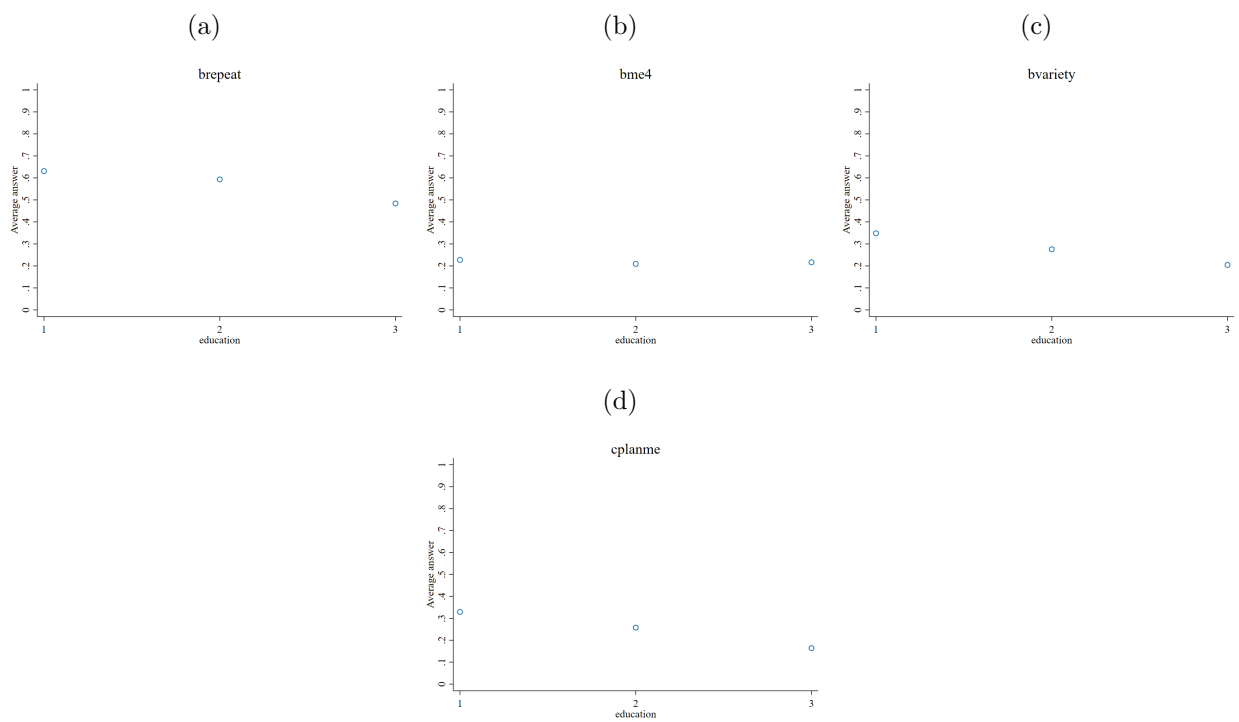 (a)
(b)
(c)
brepeat
Average answer
1
.9
.8
.7
.6
.5
.4
.3
.2
.1
0
1 2 3
education
bme4
Average answer
1
.9
.8
.7
.6
.5
.4
.3
.2
.1
0
1 2 3
education
bvariety
Average answer
1
.9
.8
.7
.6
.5
.4
.3
.2
.1
0
1 2 3
education
(d)
cplanme
Average answer
1
.9
.8
.7
.6
.5
.4
.3
.2
.1
0
1 2 3
education